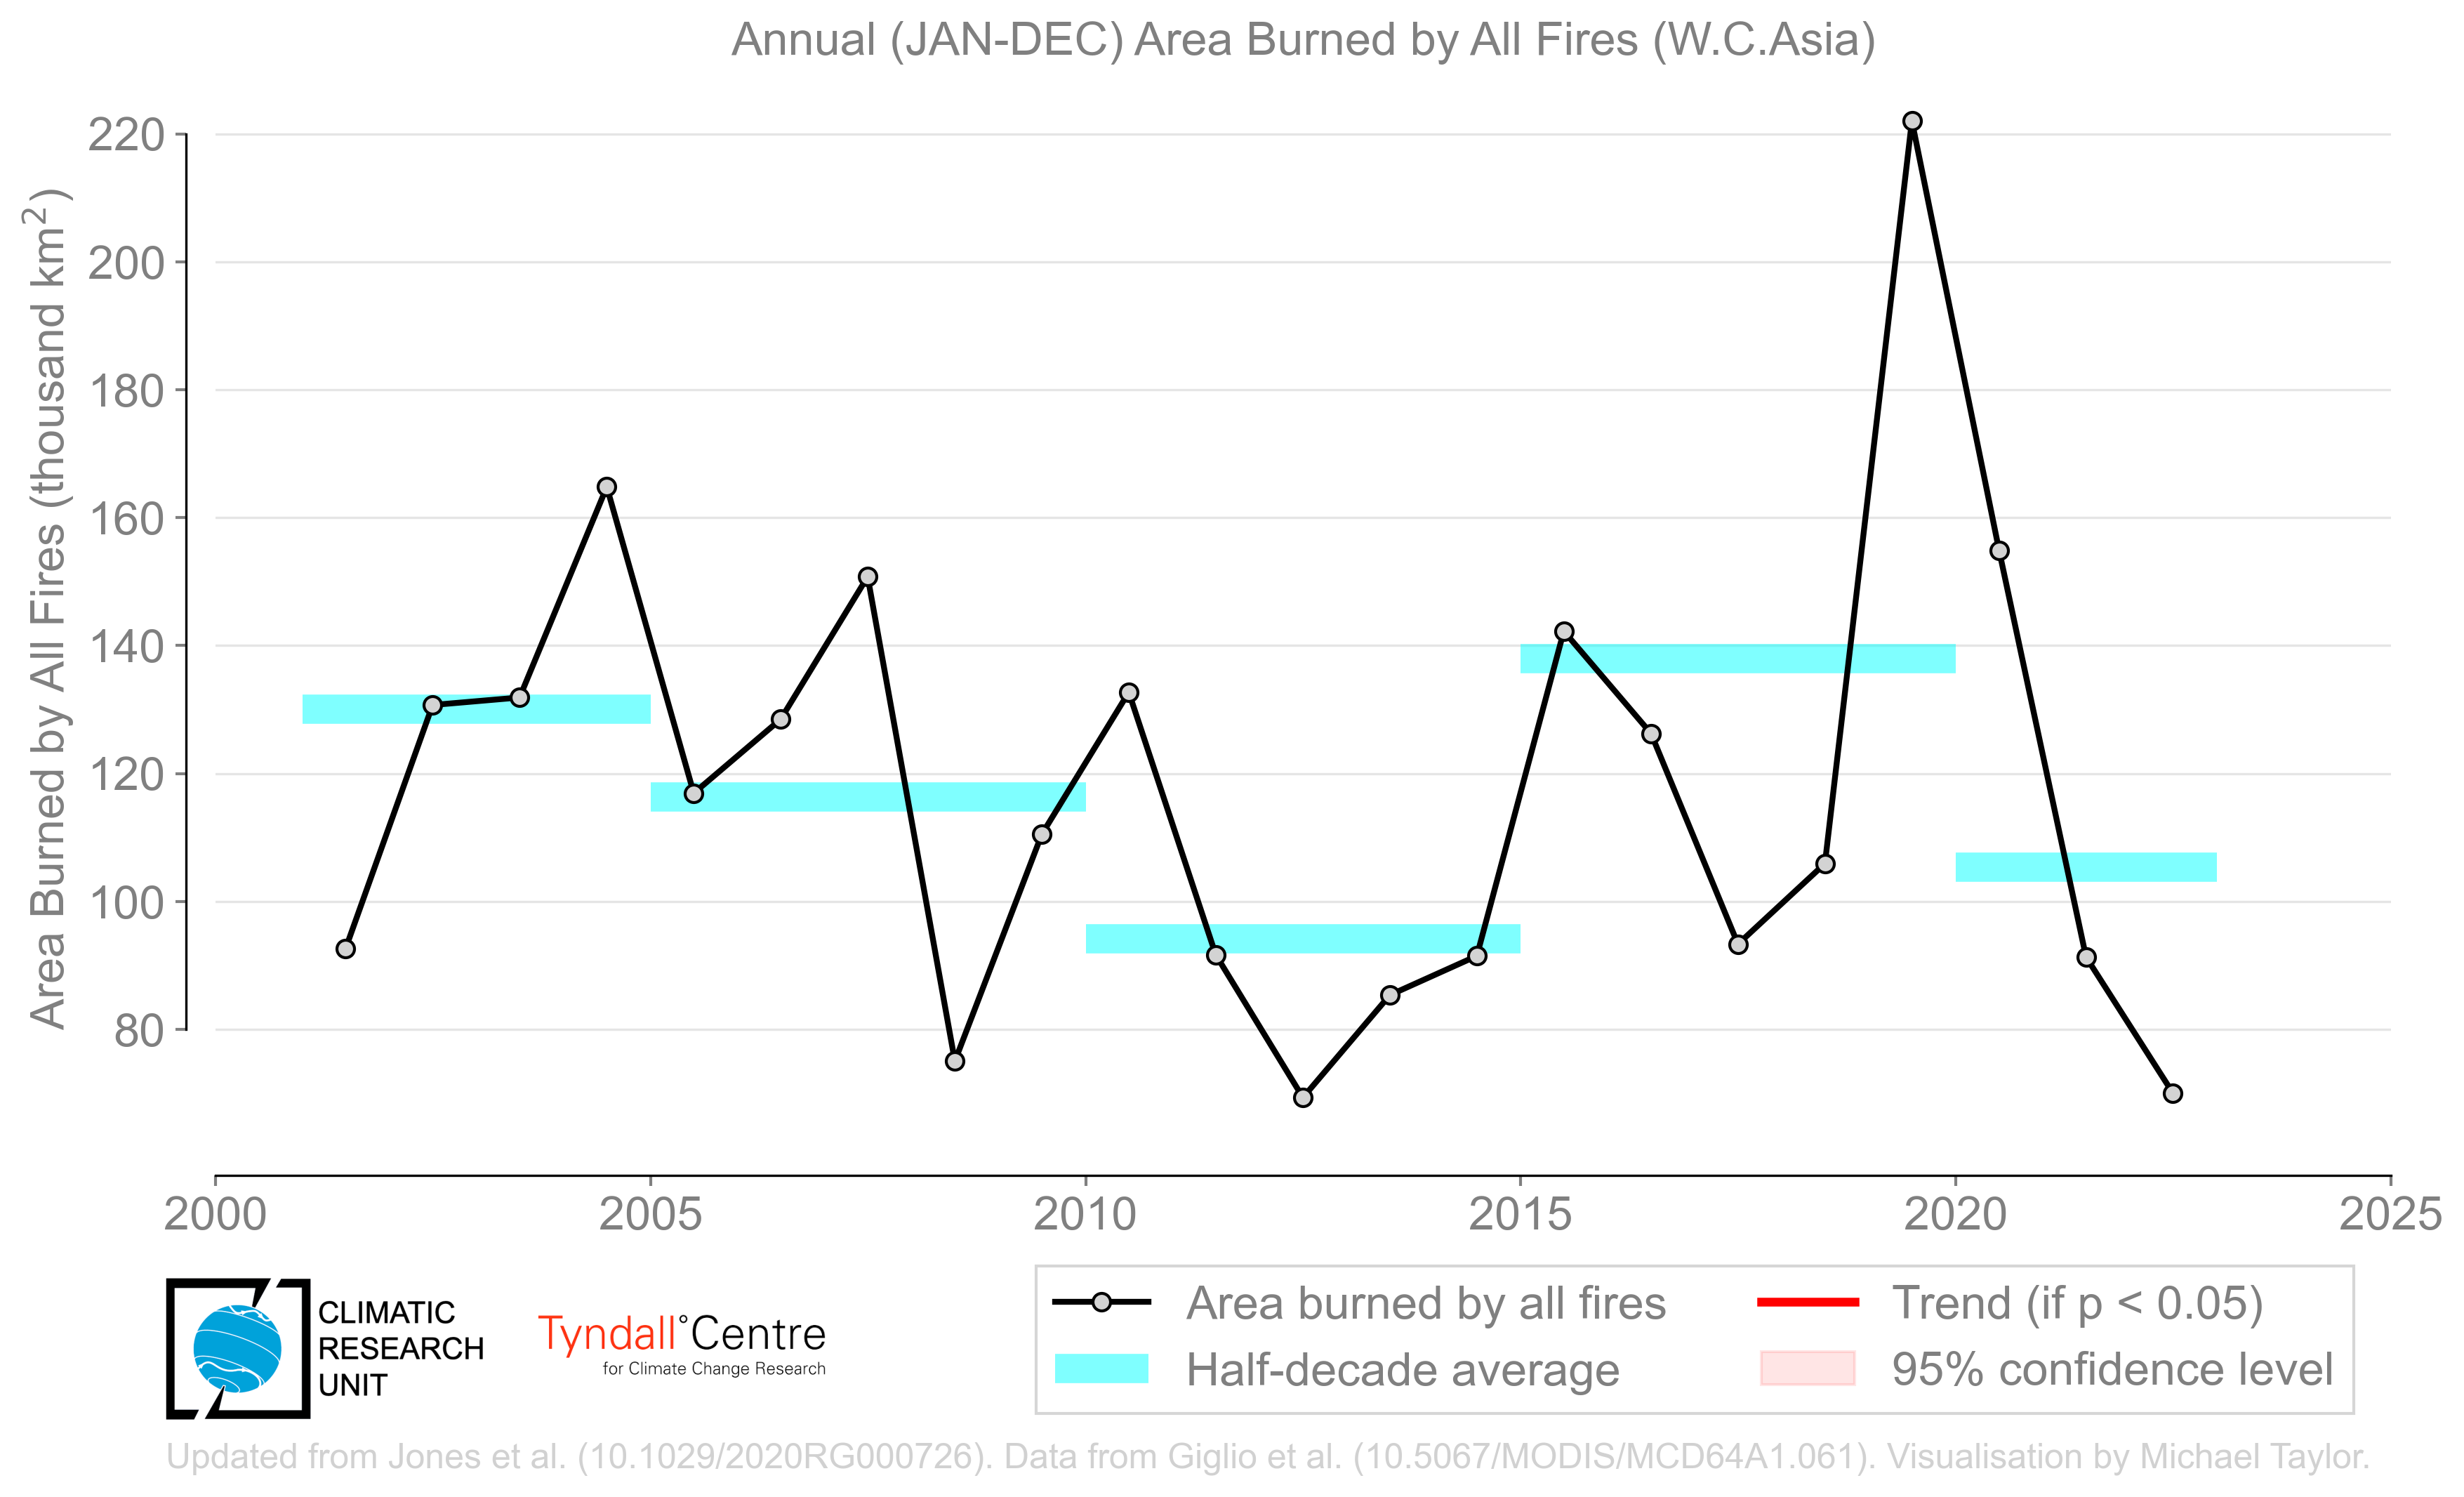 Annual (JAN-DEC) Area Burned by All Fires (W.C.Asia)
Area Burned by All Fires (thousand km²)
220
200
180
160
140
120
100
80
2000 2005 2010 2015 2020 2025
CLIMATIC
RESEARCH
UNIT
Tyndall°Centre
for Climate Change Research
Area burned by all fires
Half-decade average
Trend (if p < 0.05)
95% confidence level
Updated from Jones et al. (10.1029/2020RG000726). Data from Giglio et al. (10.5067/MODIS/MCD64A1.061). Visualisation by Michael Taylor.